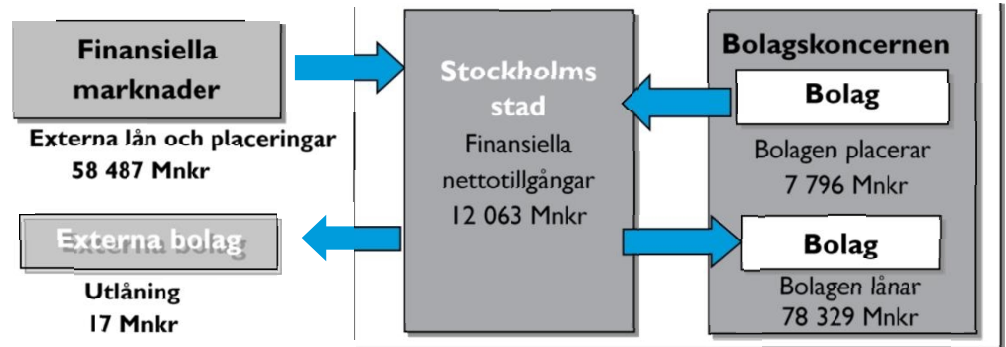 Finansiella
marknader
Externa lån och placeringar
58 487 Mnkr
Externa bolag
Utlåning
17 Mnkr
Stockholms
stad
Finansiella
nettotillgångar
12 063 Mnkr
Bolagskoncernen
Bolag
Bolagen placerar
7 796 Mnkr
Bolag
Bolagen lånar
78 329 Mnkr